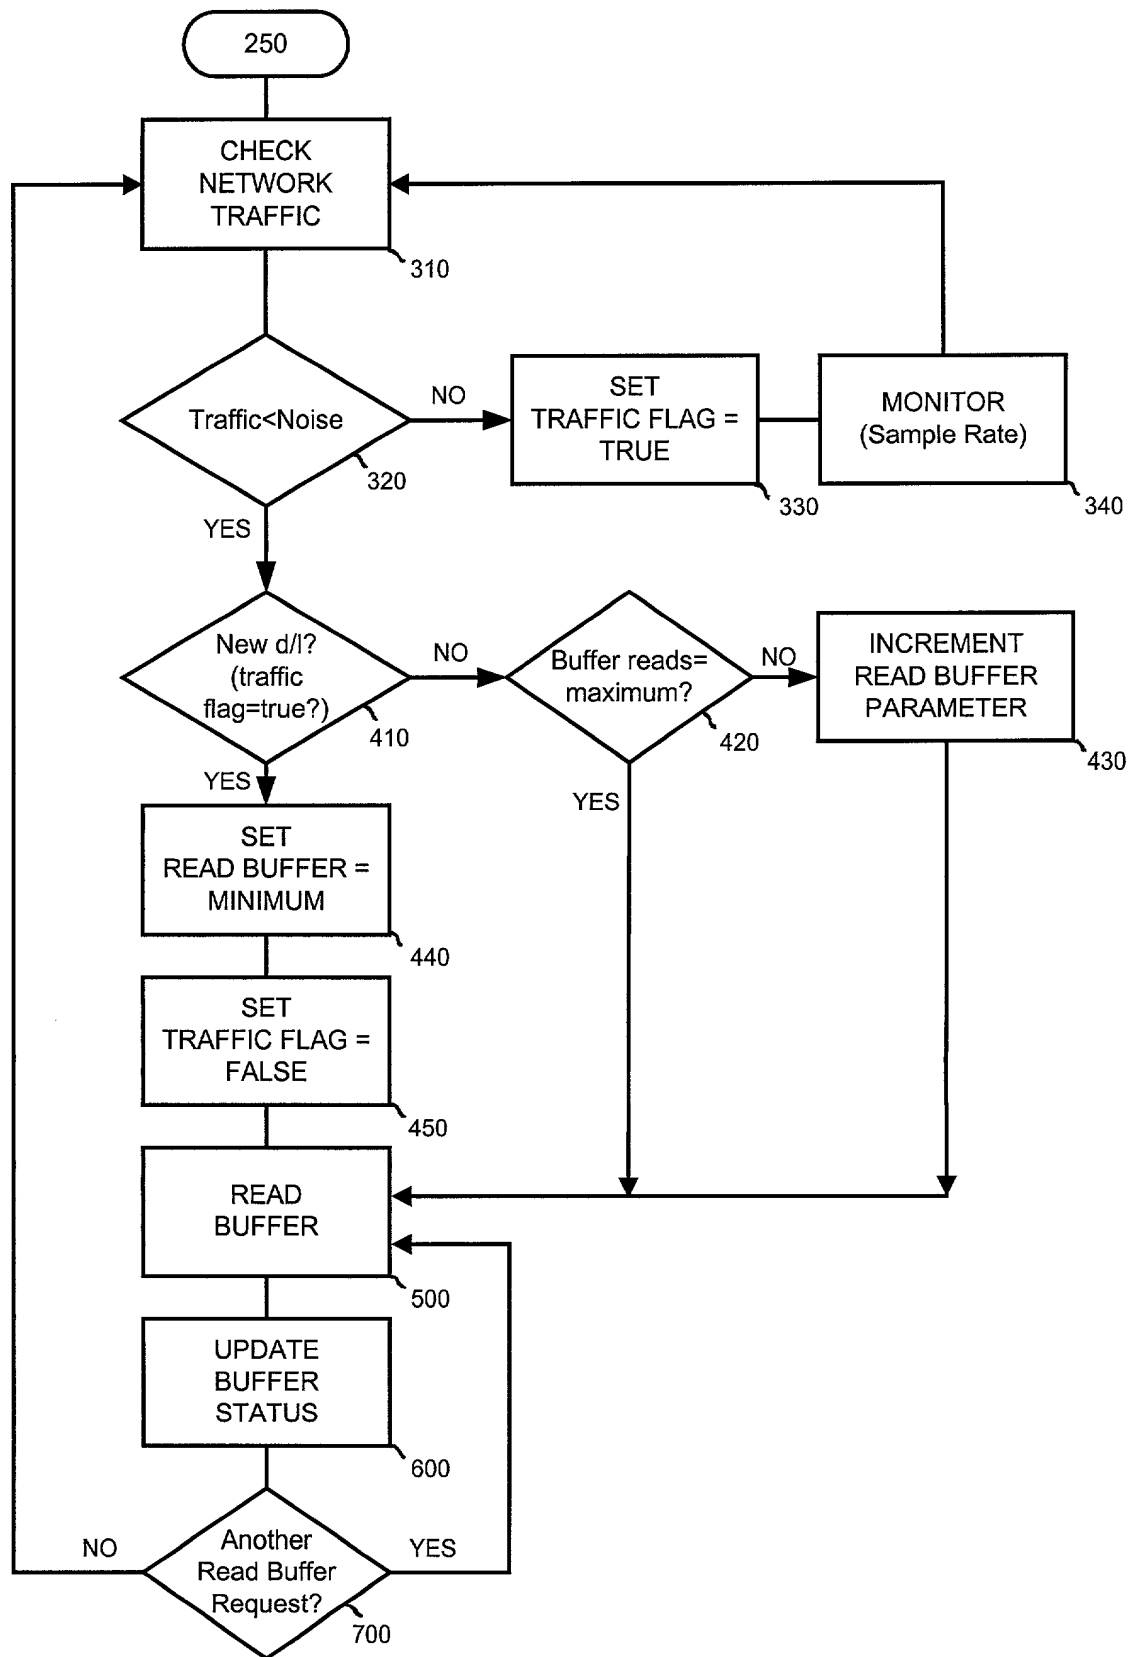 250
CHECK
NETWORK
TRAFFIC
310
Traffic<Noise
320
NO
SET
TRAFFIC FLAG =
TRUE
330
MONITOR
(Sample Rate)
340
YES
New d/l?
(traffic
flag=true?)
410
NO
Buffer reads=
maximum?
420
NO
INCREMENT
READ BUFFER
PARAMETER
430
YES
YES
SET
READ BUFFER =
MINIMUM
440
SET
TRAFFIC FLAG =
FALSE
450
READ
BUFFER
500
UPDATE
BUFFER
STATUS
600
NO
Another
Read Buffer
Request?
700
YES